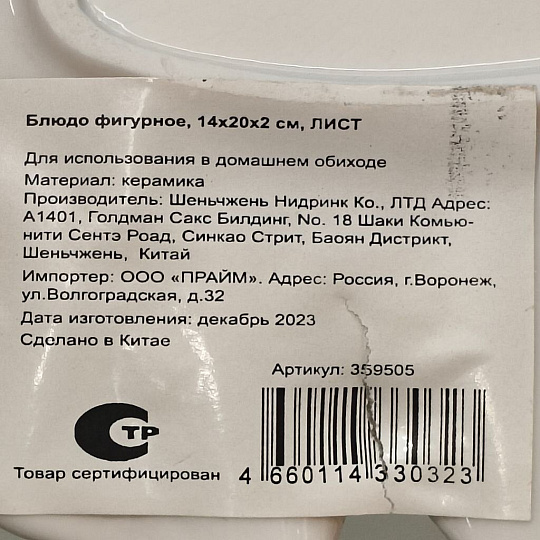 Блюдо фигурное, 14х20х2 см, ЛИСТ
Для использования в домашнем обиходе
Материал: керамика
Производитель: Шеньчжень Нидринк Ко., ЛТД Адрес:
А1401, Голдман Сакс Билдинг, No. 18 Шаки Комью-
нити Сентэ Роад, Синкао Стрит, Баоян Дистрикт,
Шеньчжень, Китай
Импортер: ООО «ПРАЙМ». Адрес: Россия, г.Воронеж,
ул.Волгоградская, д.32
Дата изготовления: декабрь 2023
Сделано в Китае
Артикул: 359505
СТР
Товар сертифицирован
4 660114 330323